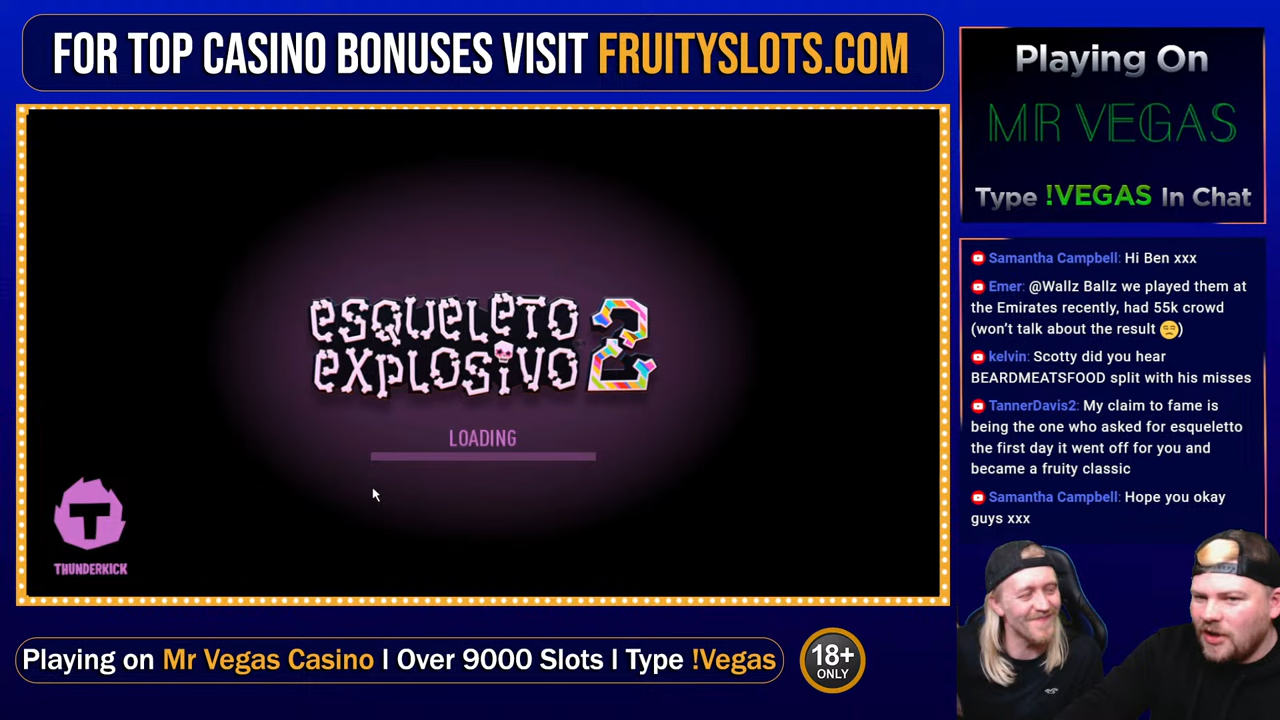 FOR TOP CASINO BONUSES VISIT FRUITYSLOTS.COM
esqueleto
explosivo 2
LOADING
THUNDERKICK
Playing On
MR VEGAS
Type !VEGAS In Chat
Samantha Campbell: Hi Ben xxx
Emer: @Wallz Ballz we played them at
the Emirates recently, had 55k crowd
(won't talk about the result 😔)
kelvin: Scotty did you hear
BEARDMEATSFOOD split with his misses
TannerDavis2: My claim to fame is
being the one who asked for esqueletto
the first day it went off for you and
became a fruity classic
Samantha Campbell: Hope you okay
guys xxx
Playing on Mr Vegas Casino | Over 9000 Slots | Type !Vegas
18+
ONLY